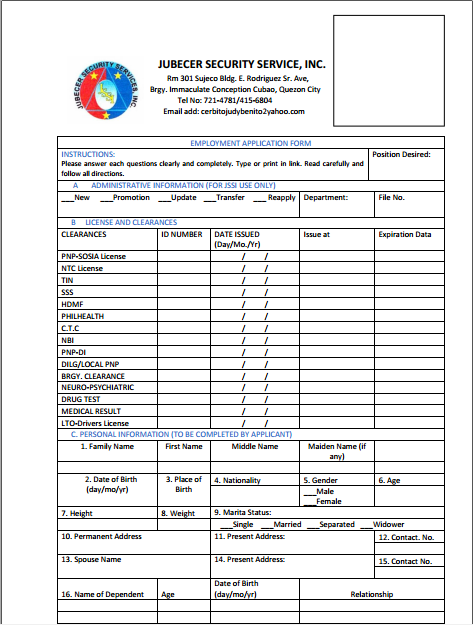 JUBECER SECURITY SERVICE, INC.
JUBECER SECURITY SERVICES, INC.
Rm 301 Sujeco Bldg. E. Rodriguez Sr. Ave,
Brgy. Immaculate Conception Cubao, Quezon City
Tel No: 721-4781/415-6804
Email add: cerbitojudybenito2yahoo.com
EMPLOYMENT APPLICATION FORM
INSTRUCTIONS:
Please answer each questions clearly and completely. Type or print in link. Read carefully and
follow all directions.
Position Desired:
A ADMINISTRATIVE INFORMATION (FOR JSSI USE ONLY)
___New ___Promotion ___Update ___Transfer ___ Reapply Department: File No.
B LICENSE AND CLEARANCES
CLEARANCES ID NUMBER DATE ISSUED Issue at Expiration Data
(Day/Mo./Yr)
PNP-SOSIA License / /
NTC License / /
TIN / /
SSS / /
HDMF / /
PHILHEALTH / /
C.T.C / /
NBI / /
PNP-DI / /
DILG/LOCAL PNP / /
BRGY. CLEARANCE / /
NEURO-PSYCHIATRIC / /
DRUG TEST / /
MEDICAL RESULT / /
LTO-Drivers License / /
C. PERSONAL INFORMATION (TO BE COMPLETED BY APPLICANT)
1. Family Name First Name Middle Name Maiden Name (if
any)
2. Date of Birth 3. Place of 4. Nationality 5. Gender 6. Age
(day/mo/yr) Birth ___Male
___Female
7. Height 8. Weight 9. Marita Status:
___Single ___Married ___Separated ___Widower
10. Permanent Address 11. Present Address: 12. Contact. No.
13. Spouse Name 14. Present Address: 15. Contact No.
16. Name of Dependent Age Date of Birth Relationship
(day/mo/yr)